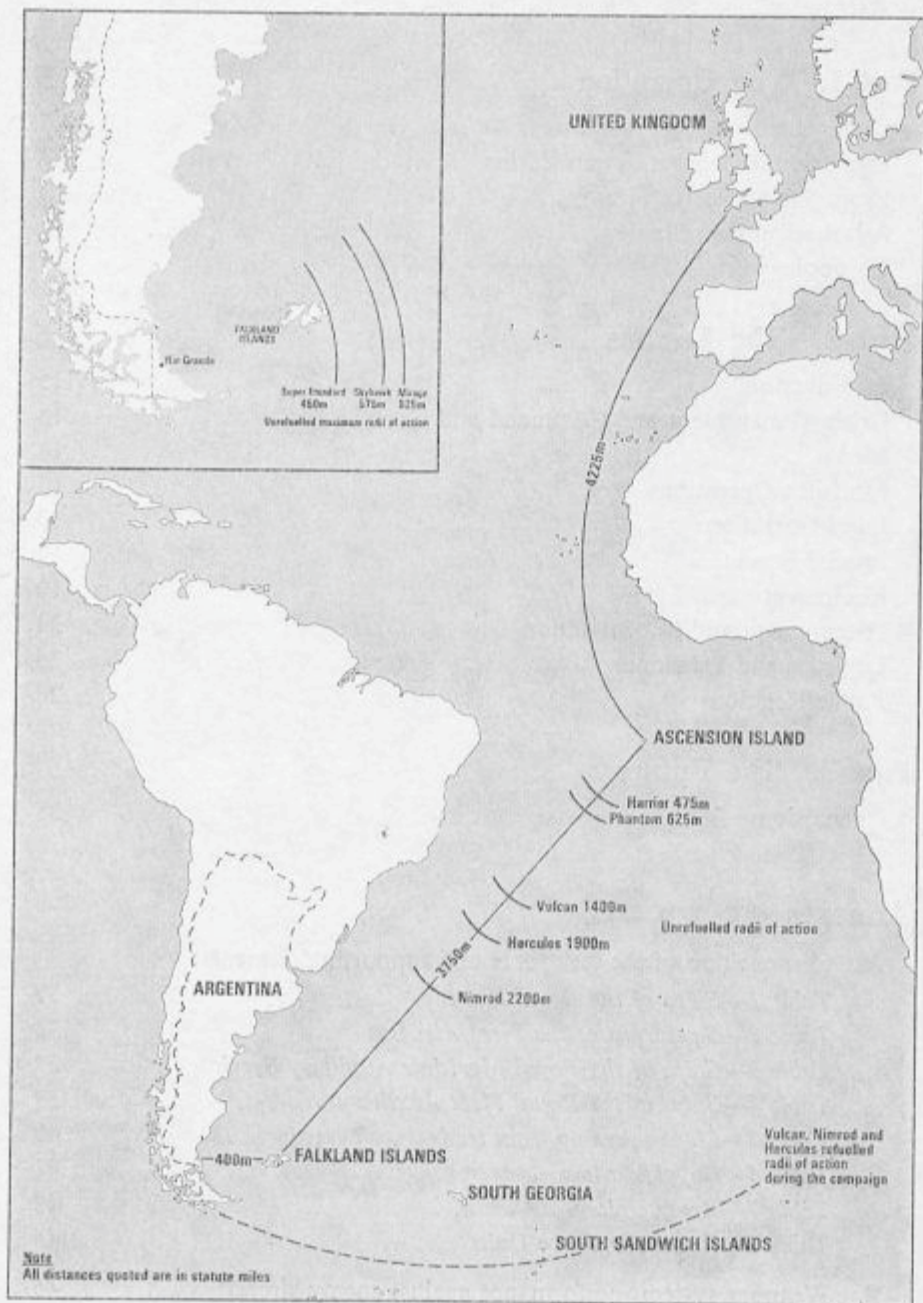 UNITED KINGDOM
FALKLAND
ISLANDS
Rio Grande
Super Etendard Skyhawk Mirage
450m 575m 625m
Unrefuelled maximum radii of action
4225m
ASCENSION ISLAND
Harrier 475m
Phantom 625m
Vulcan 1400m
Unrefuelled radii of action
Hercules 1900m
3750m
ARGENTINA
Nimrod 2200m
Vulcan, Nimrod and
Hercules refuelled
radii of action
during the campaign
400m
FALKLAND ISLANDS
SOUTH GEORGIA
SOUTH SANDWICH ISLANDS
Note
All distances quoted are in statute miles